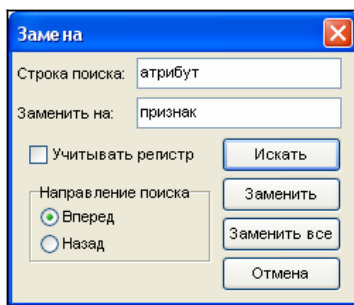 Замена
Строка поиска: атрибут
Заменить на: признак
Учитывать регистр
Искать
Направление поиска
Заменить
Вперед
Заменить все
Назад
Отмена